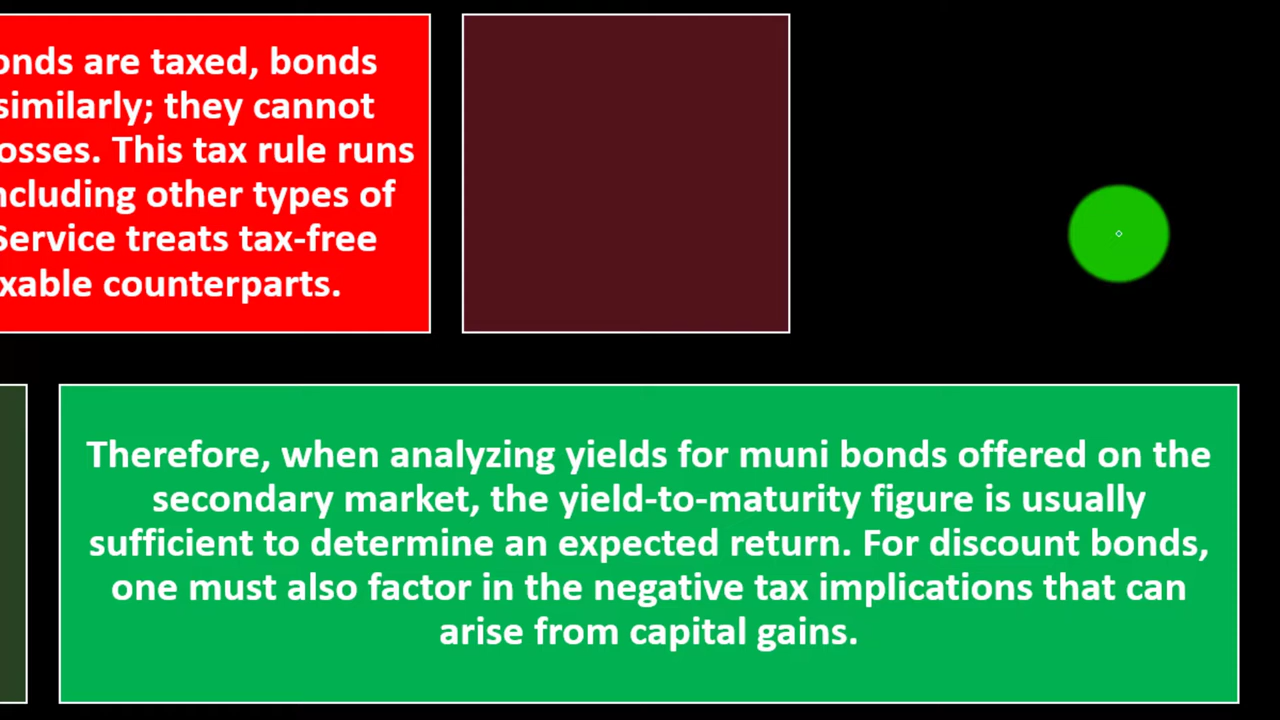 onds are taxed, bonds
similarly; they cannot
osses. This tax rule runs
ncluding other types of
Service treats tax-free
xable counterparts.
Therefore, when analyzing yields for muni bonds offered on the
secondary market, the yield-to-maturity figure is usually
sufficient to determine an expected return. For discount bonds,
one must also factor in the negative tax implications that can
arise from capital gains.